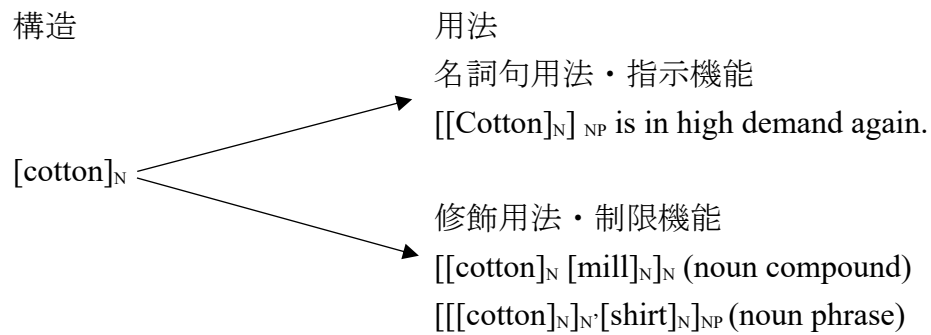 構造
用法
名詞句用法・指示機能
[[Cotton]N] NP is in high demand again.
[cotton]N
修飾用法・制限機能
[[cotton]N [mill]N]N (noun compound)
[[[cotton]N]N’[shirt]N]NP (noun phrase)